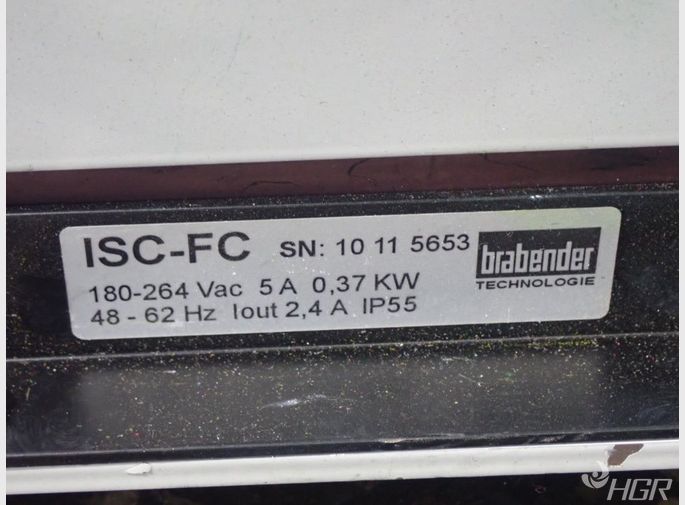 ISC-FC SN: 10 11 5653 brabender
TECHNOLOGIE
180-264 Vac 5 A 0,37 KW
48 - 62 Hz Iout 2,4 A IP55
HGR